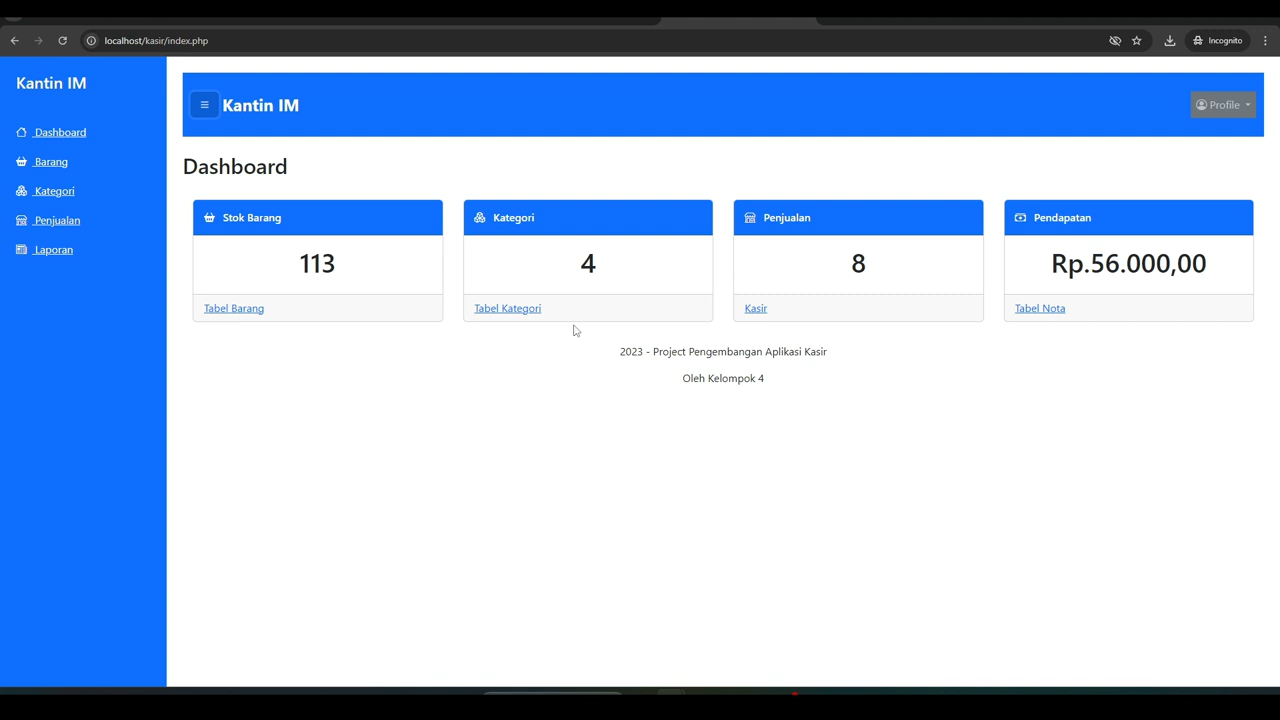 localhost/kasir/index.php
Incognito
Kantin IM
Dashboard
Barang
Kategori
Penjualan
Laporan
Kantin IM
Profile
Dashboard
Stok Barang
113
Tabel Barang
Kategori
4
Tabel Kategori
Penjualan
8
Kasir
Pendapatan
Rp.56.000,00
Tabel Nota
2023 - Project Pengembangan Aplikasi Kasir
Oleh Kelompok 4